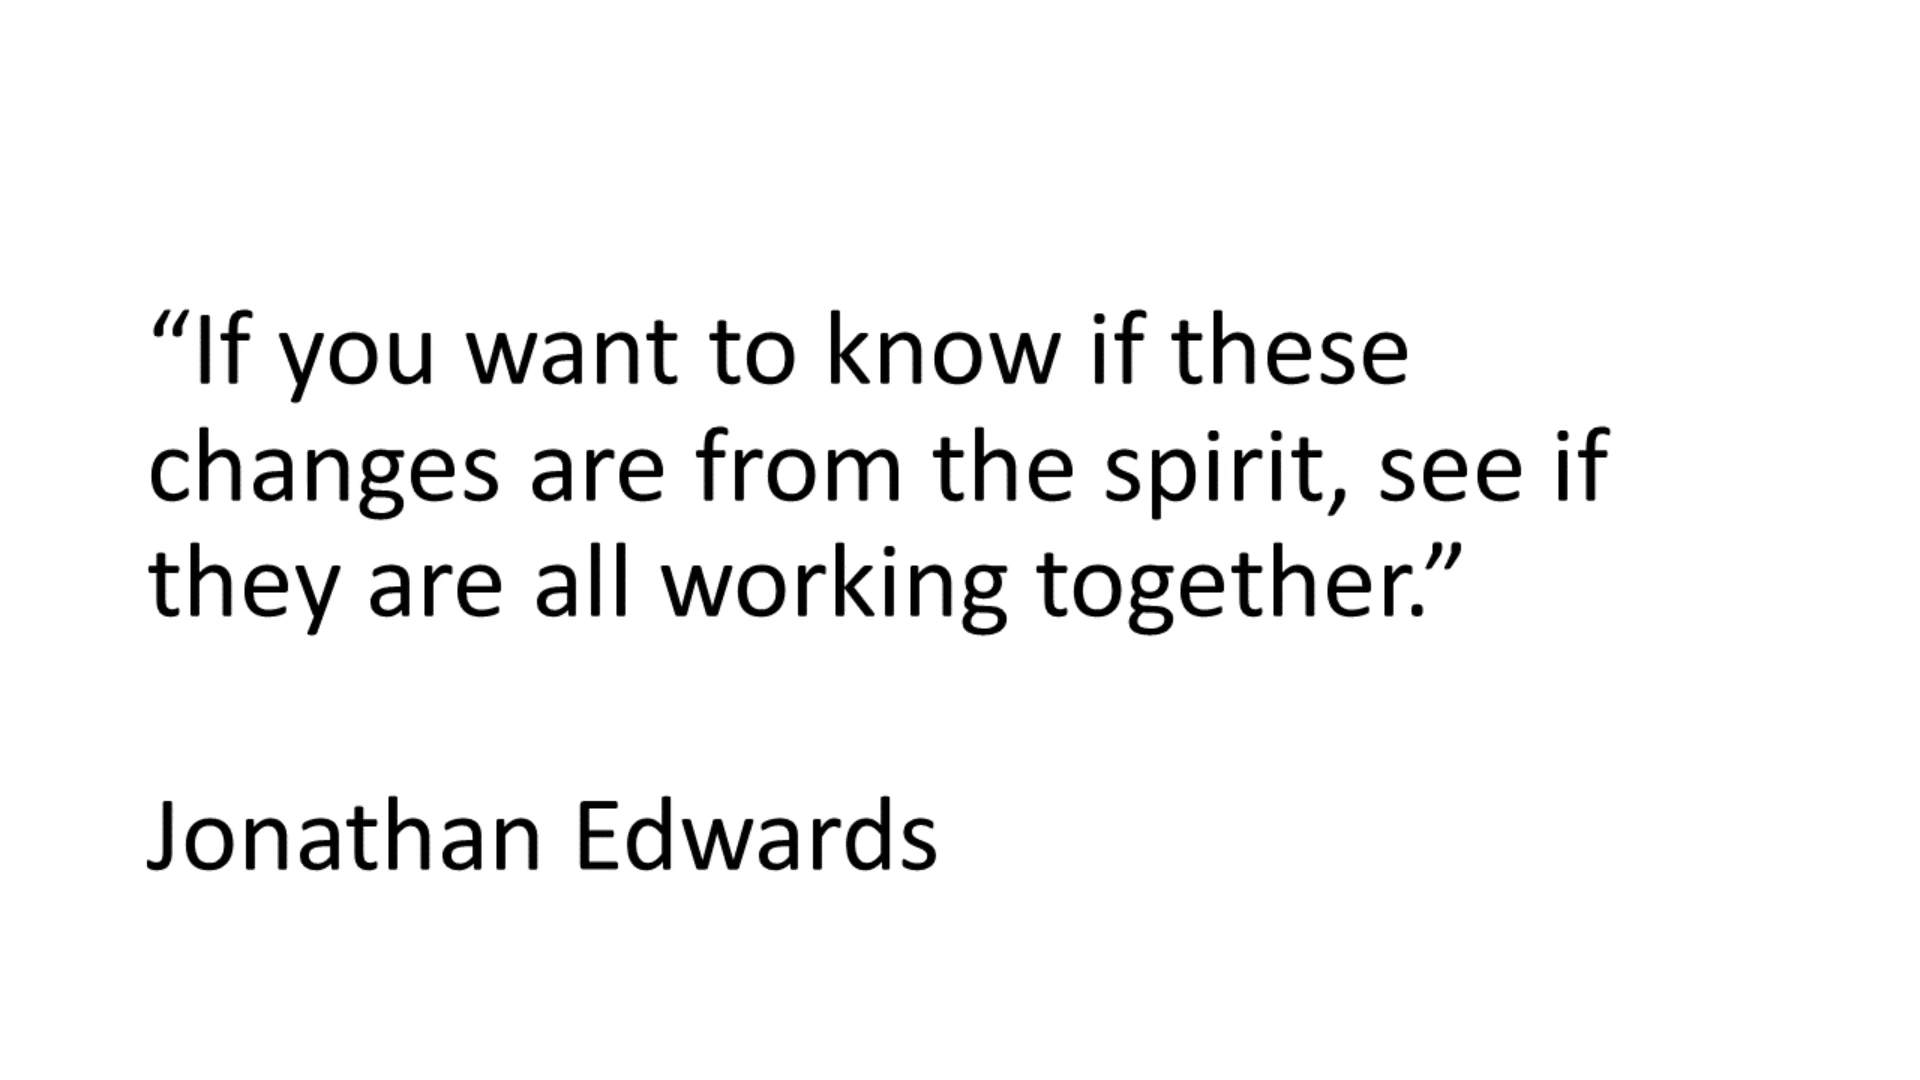 “If you want to know if these
changes are from the spirit, see if
they are all working together.”
Jonathan Edwards